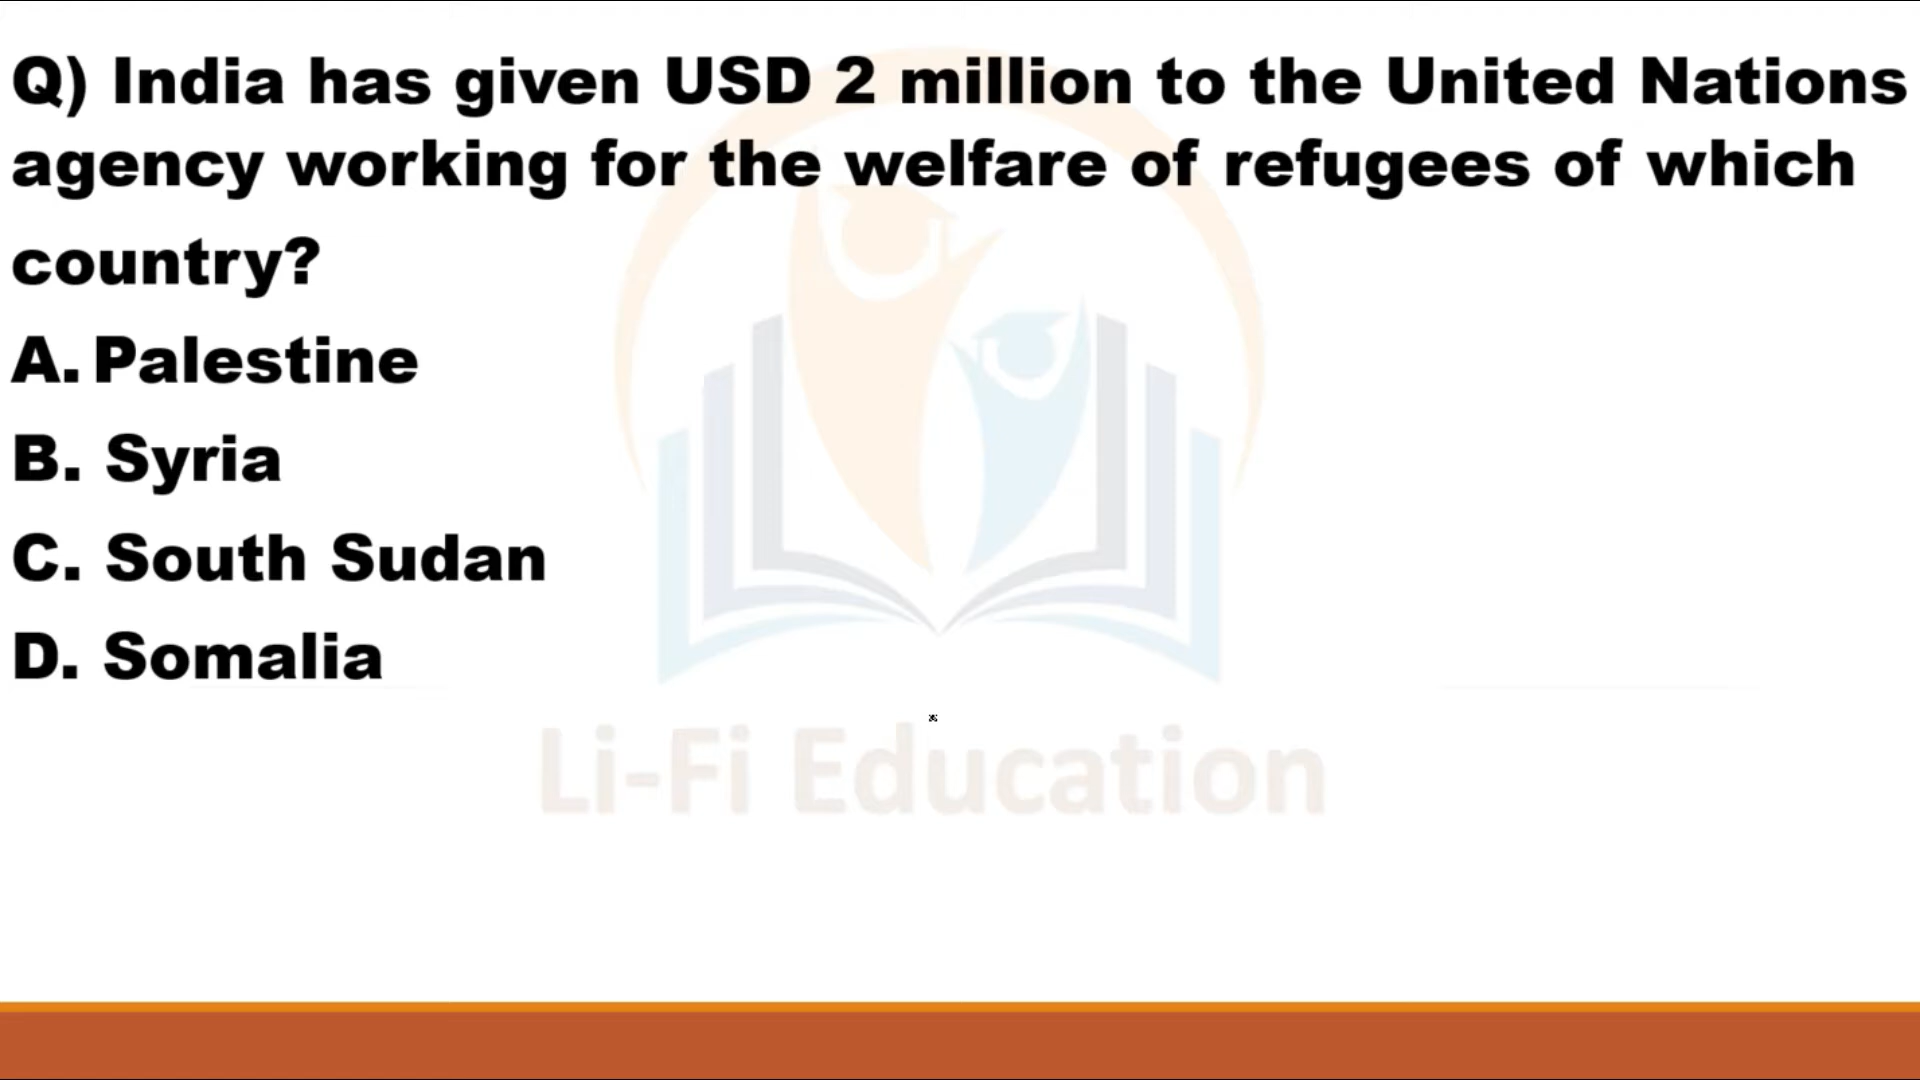 Q) India has given USD 2 million to the United Nations
agency working for the welfare of refugees of which
country?
A. Palestine
B. Syria
C. South Sudan
D. Somalia
Li-Fi Education